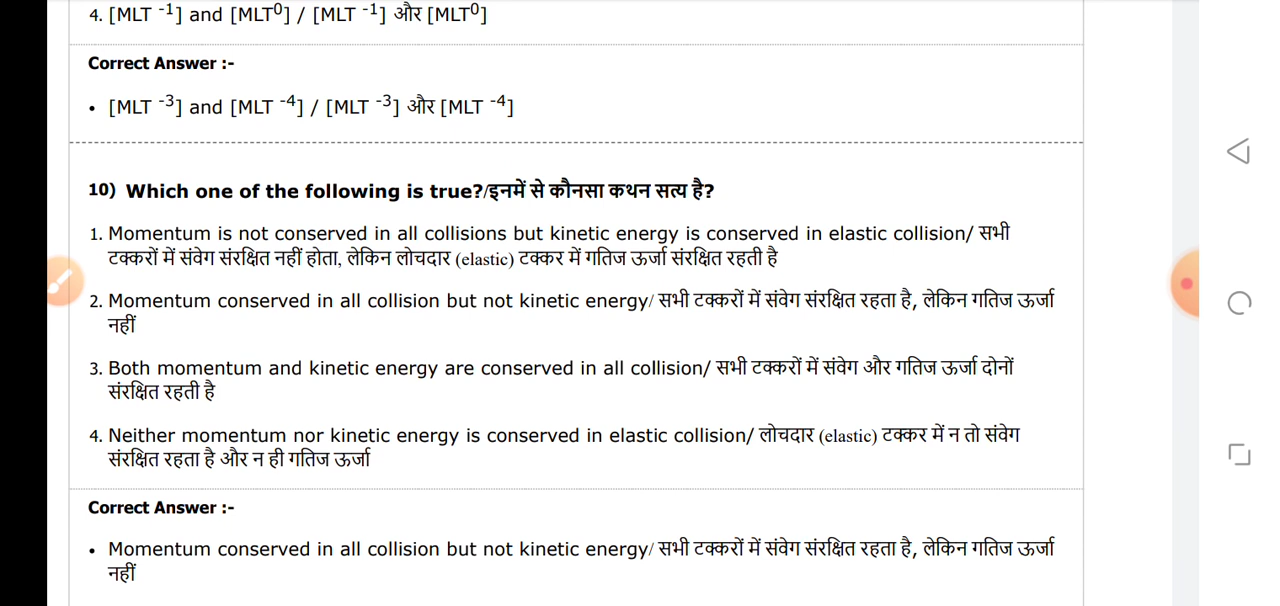 4. [MLT ⁻¹] and [MLT⁰] / [MLT ⁻¹] और [MLT⁰]
Correct Answer :-
• [MLT ⁻³] and [MLT ⁻⁴] / [MLT ⁻³] और [MLT ⁻⁴]
10) Which one of the following is true?/इनमें से कौनसा कथन सत्य है?
1. Momentum is not conserved in all collisions but kinetic energy is conserved in elastic collision/ सभी
टक्करों में संवेग संरक्षित नहीं होता, लेकिन लोचदार (elastic) टक्कर में गतिज ऊर्जा संरक्षित रहती है
2. Momentum conserved in all collision but not kinetic energy/ सभी टक्करों में संवेग संरक्षित रहता है, लेकिन गतिज ऊर्जा
नहीं
3. Both momentum and kinetic energy are conserved in all collision/ सभी टक्करों में संवेग और गतिज ऊर्जा दोनों
संरक्षित रहती है
4. Neither momentum nor kinetic energy is conserved in elastic collision/ लोचदार (elastic) टक्कर में न तो संवेग
संरक्षित रहता है और न ही गतिज ऊर्जा
Correct Answer :-
• Momentum conserved in all collision but not kinetic energy/ सभी टक्करों में संवेग संरक्षित रहता है, लेकिन गतिज ऊर्जा
नहीं